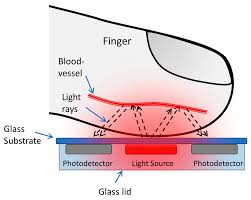 Finger
Blood-
vessel
Light
rays
Glass
Substrate
Photodetector
Light Source
Photodetector
Glass lid